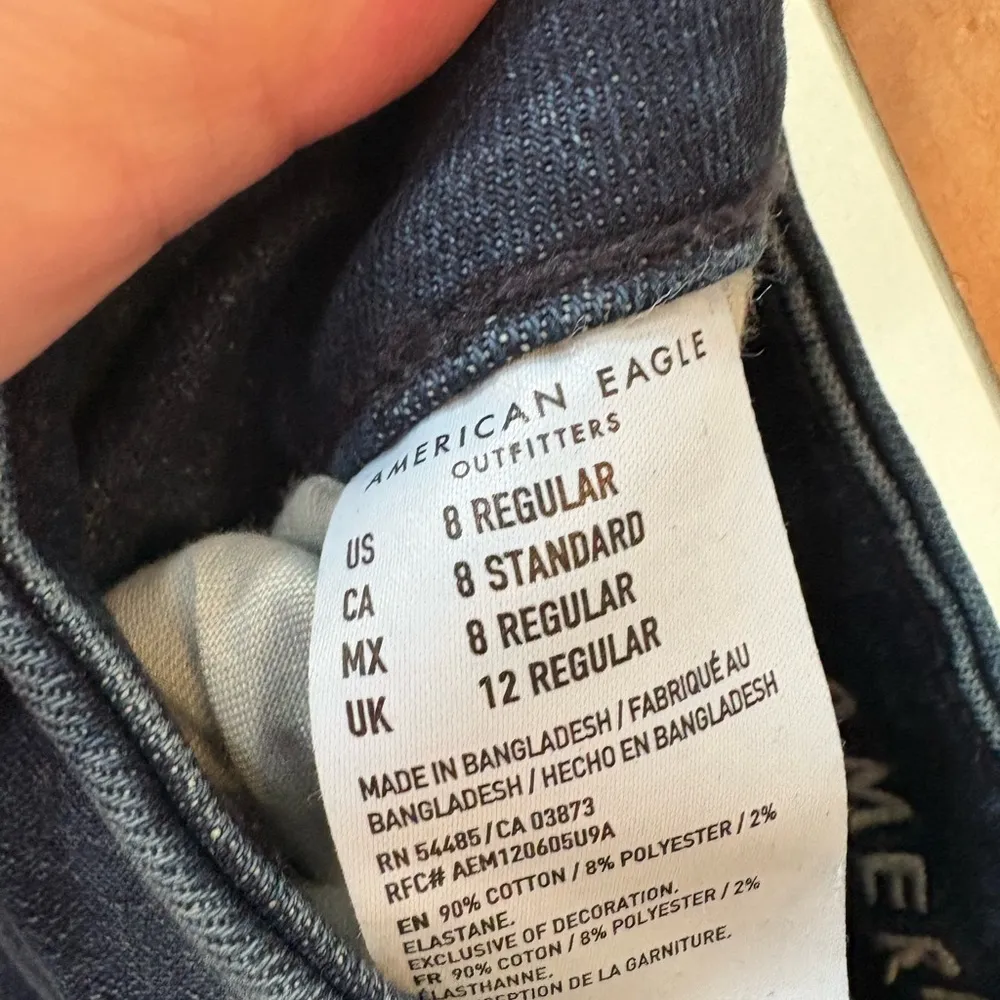 AMERICAN EAGLE
OUTFITTERS
US 8 REGULAR
CA 8 STANDARD
MX 8 REGULAR
UK 12 REGULAR
MADE IN BANGLADESH / FABRIQUÉ AU
BANGLADESH / HECHO EN BANGLADESH
RN 54485 / CA 03873
RFC# AEM120605U9A
EN 90% COTTON / 8% POLYESTER / 2%
ELASTANE.
EXCLUSIVE OF DECORATION.
FR 90% COTON / 8% POLYESTER / 2%
ÉLASTHANNE.
DE LA GARNITURE.